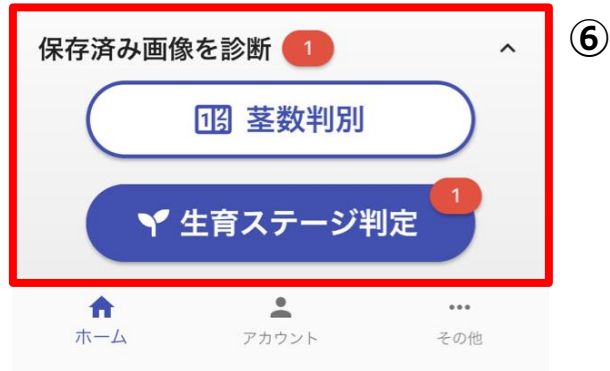 保存済み画像を診断 1
⑥
茎数判別
1
生育ステージ判定
ホーム アカウント その他